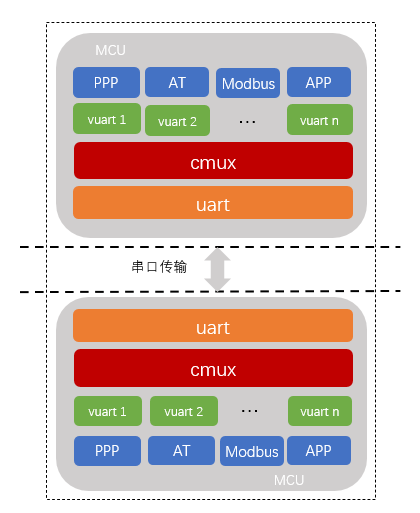 MCU
PPP AT Modbus APP
vuart 1 vuart 2 ... vuart n
cmux
uart
串口传输
uart
cmux
vuart 1 vuart 2 ... vuart n
PPP AT Modbus APP
MCU